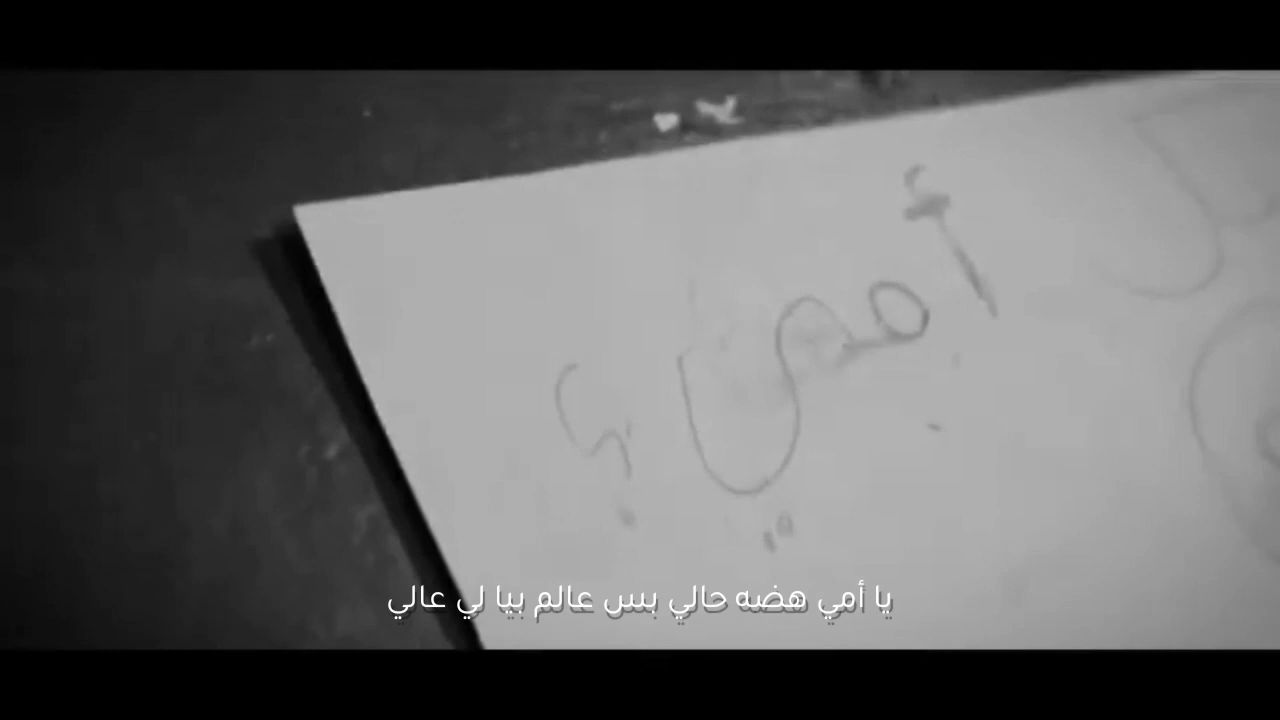 أمي؟
يا أمي هضه حالي بس عالم بيا لي عالي